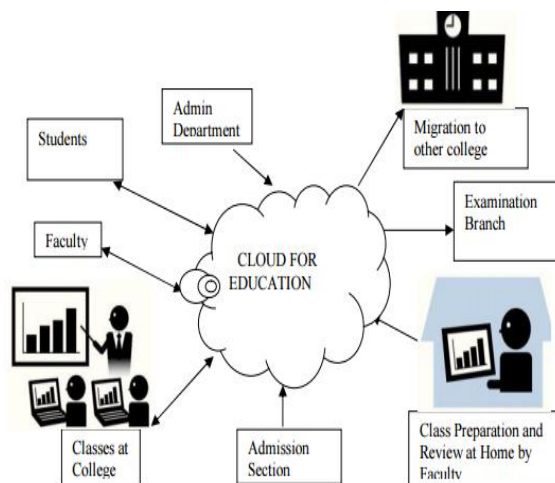 Admin
Department
Students
Migration to
other college
Examination
Branch
Faculty
CLOUD FOR
EDUCATION
Classes at
College
Admission
Section
Class Preparation and
Review at Home by
Faculty